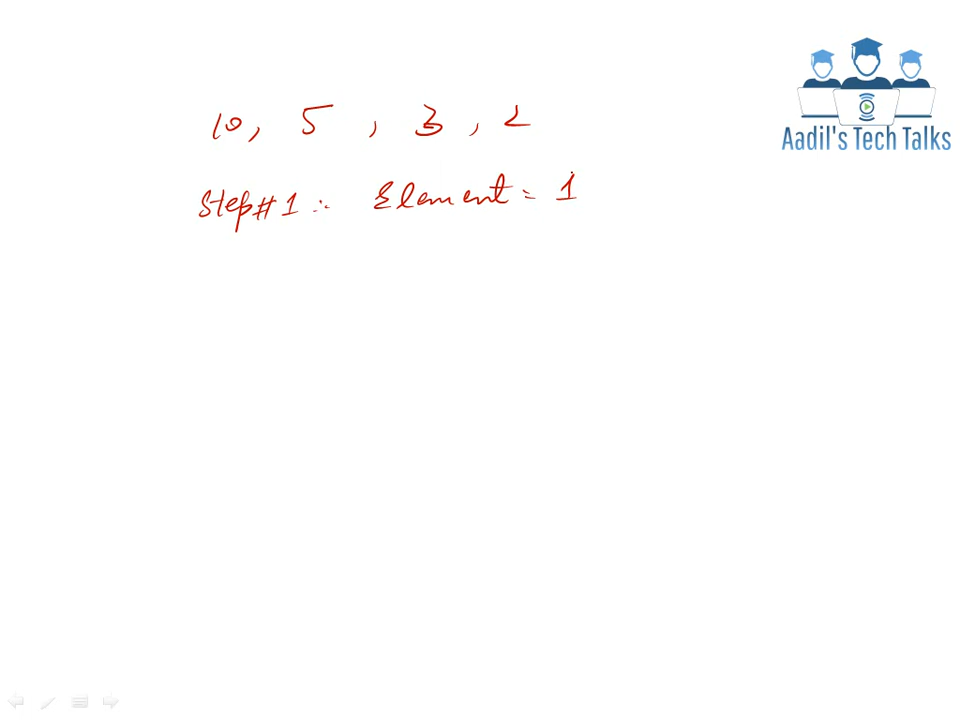 10, 5 , 3 , 2
Step#1 :- Element = 1
Aadil's Tech Talks